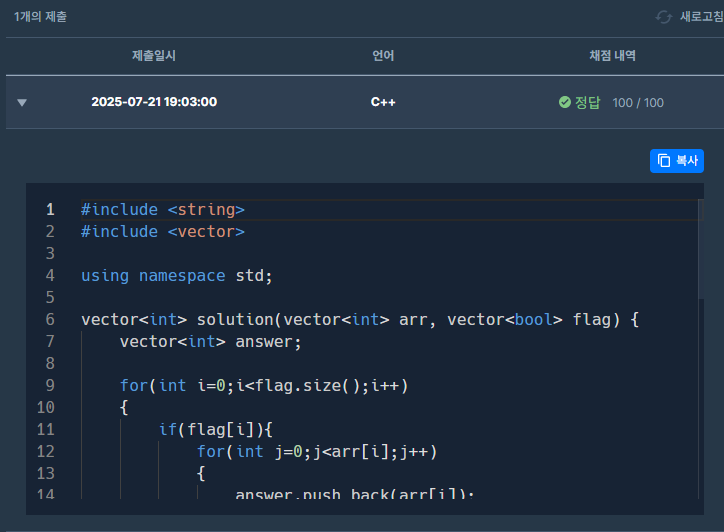 1개의 제출
새로고침
제출일시 언어 채점 내역
2025-07-21 19:03:00 C++ 정답 100 / 100
복사
1 #include <string>
2 #include <vector>
3
4 using namespace std;
5
6 vector<int> solution(vector<int> arr, vector<bool> flag) {
7     vector<int> answer;
8
9     for(int i=0;i<flag.size();i++)
10     {
11         if(flag[i]){
12             for(int j=0;j<arr[i];j++)
13             {
14                 answer.push_back(arr[i]);